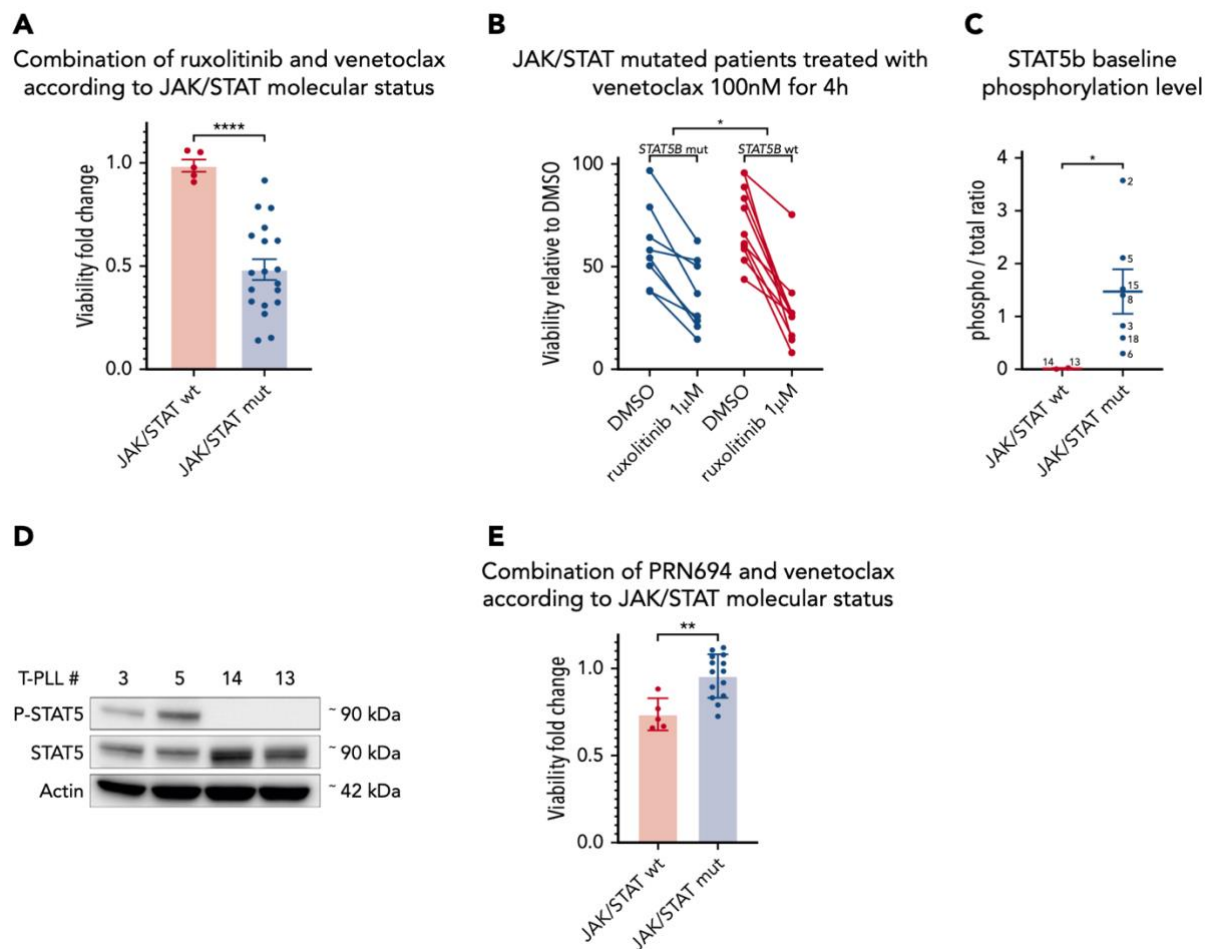 A
Combination of ruxolitinib and venetoclax
according to JAK/STAT molecular status
****
Viability fold change
1.0
0.5
0.0
JAK/STAT wt
JAK/STAT mut
B
JAK/STAT mutated patients treated with
venetoclax 100nM for 4h
*
STAT5B mut
STAT5B wt
Viability relative to DMSO
100
50
0
DMSO
ruxolitinib 1µM
DMSO
ruxolitinib 1µM
C
STAT5b baseline
phosphorylation level
*
phospho / total ratio
4
3
2
1
0
2
5
15
8
3
18
6
14
13
JAK/STAT wt
JAK/STAT mut
D
T-PLL # 3 5 14 13
P-STAT5 ~ 90 kDa
STAT5 ~ 90 kDa
Actin ~ 42 kDa
E
Combination of PRN694 and venetoclax
according to JAK/STAT molecular status
**
Viability fold change
1.0
0.5
0.0
JAK/STAT wt
JAK/STAT mut